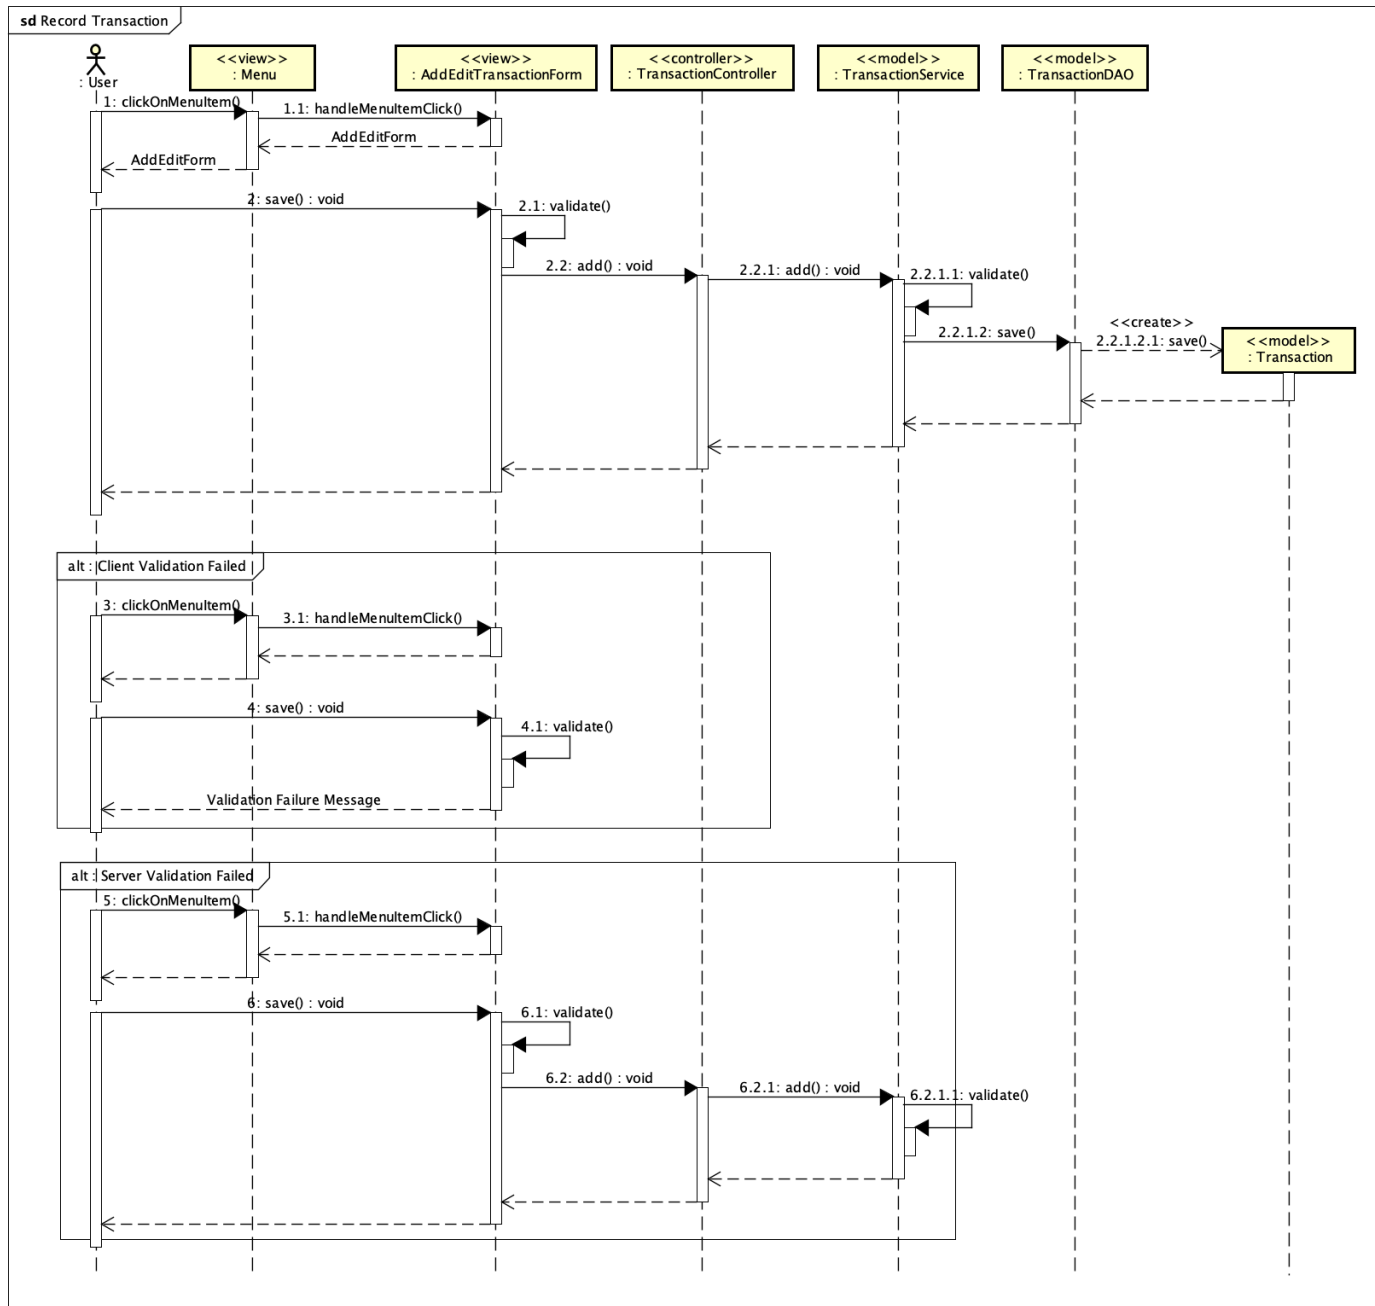 sd Record Transaction
: User
<<view>>
: Menu
<<view>>
: AddEditTransactionForm
<<controller>>
: TransactionController
<<model>>
: TransactionService
<<model>>
: TransactionDAO
1: clickOnMenuItem()
1.1: handleMenuItemClick()
AddEditForm
AddEditForm
2: save() : void
2.1: validate()
2.2: add() : void
2.2.1: add() : void
2.2.1.1: validate()
2.2.1.2: save()
<<create>>
2.2.1.2.1: save()
<<model>>
: Transaction
alt : Client Validation Failed
3: clickOnMenuItem()
3.1: handleMenuItemClick()
4: save() : void
4.1: validate()
Validation Failure Message
alt : Server Validation Failed
5: clickOnMenuItem()
5.1: handleMenuItemClick()
6: save() : void
6.1: validate()
6.2: add() : void
6.2.1: add() : void
6.2.1.1: validate()